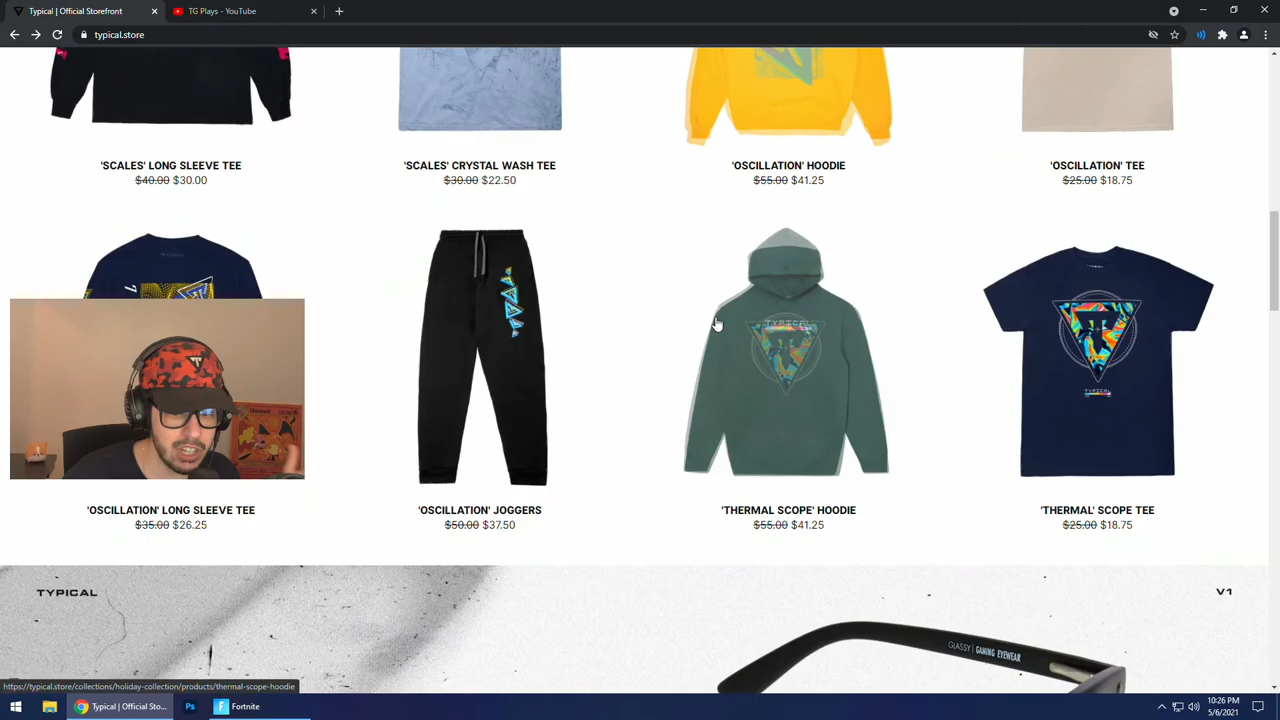 Typical | Official Storefront
TG Plays - YouTube
typical.store
'SCALES' LONG SLEEVE TEE
$40.00 $30.00
'SCALES' CRYSTAL WASH TEE
$30.00 $22.50
'OSCILLATION' HOODIE
$55.00 $41.25
'OSCILLATION' TEE
$25.00 $18.75
TYPICAL
TYPICAL
'OSCILLATION' LONG SLEEVE TEE
$35.00 $26.25
'OSCILLATION' JOGGERS
$50.00 $37.50
'THERMAL SCOPE' HOODIE
$55.00 $41.25
'THERMAL' SCOPE TEE
$25.00 $18.75
TYPICAL
V1
GLASSY | GAMING EYEWEAR
https://typical.store/collections/holiday-collection/products/thermal-scope-hoodie
Typical | Official Sto...
Ps
Fortnite
10:26 PM
5/6/2021